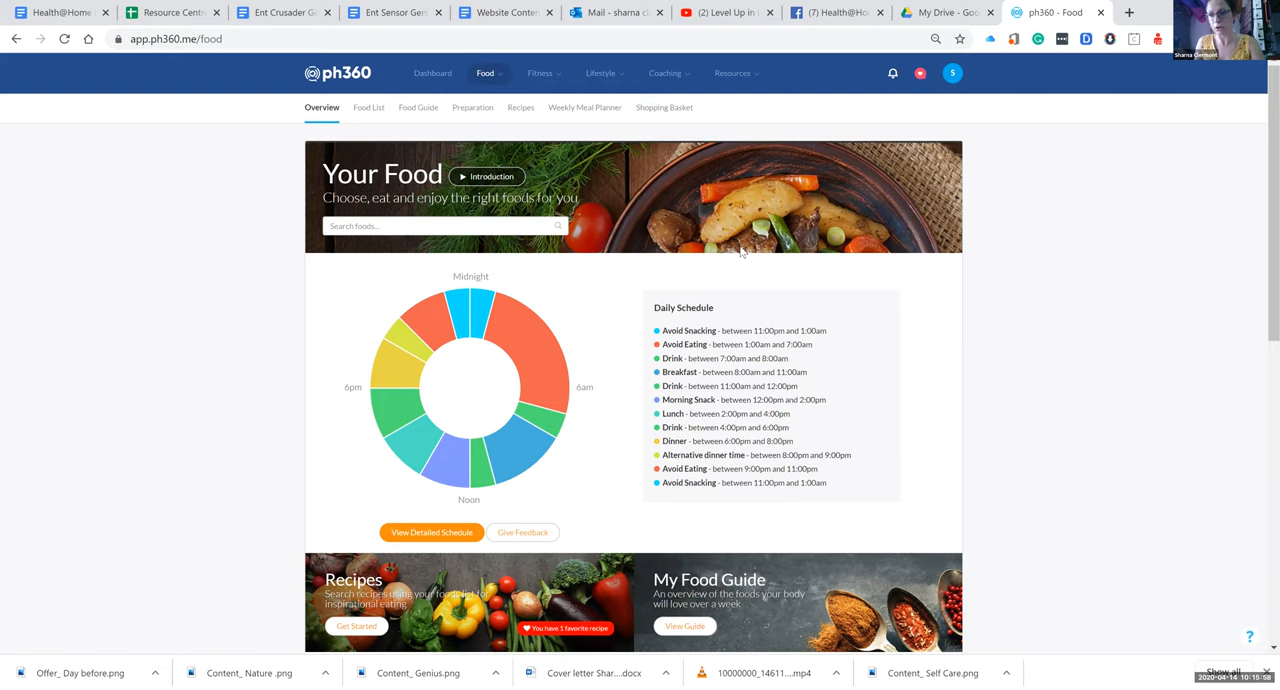 Health@Home
Resource Centr
Ent Crusader G
Ent Sensor Gen
Website Conten
Mail - sharna cl
(2) Level Up in
(7) Health@Ho
My Drive - Goo
ph360 - Food
app.ph360.me/food
Sharna Clermont
ph360
Dashboard
Food
Fitness
Lifestyle
Coaching
Resources
S
Overview
Food List
Food Guide
Preparation
Recipes
Weekly Meal Planner
Shopping Basket
Your Food
Introduction
Choose, eat and enjoy the right foods for you
Search foods...
Midnight
6pm
6am
Noon
Daily Schedule
Avoid Snacking - between 11:00pm and 1:00am
Avoid Eating - between 1:00am and 7:00am
Drink - between 7:00am and 8:00am
Breakfast - between 8:00am and 11:00am
Drink - between 11:00am and 12:00pm
Morning Snack - between 12:00pm and 2:00pm
Lunch - between 2:00pm and 4:00pm
Drink - between 4:00pm and 6:00pm
Dinner - between 6:00pm and 8:00pm
Alternative dinner time - between 8:00pm and 9:00pm
Avoid Eating - between 9:00pm and 11:00pm
Avoid Snacking - between 11:00pm and 1:00am
View Detailed Schedule
Give Feedback
Recipes
Search recipes using your foods list for
inspirational eating
Get Started
You have 1 favorite recipe
My Food Guide
An overview of the foods your body
will love over a week
View Guide
?
Offer_ Day before.png
Content_ Nature .png
Content_ Genius.png
Cover letter Shar....docx
10000000_14611....mp4
Content_ Self Care.png
Show all
2020-04-14 10:15:58